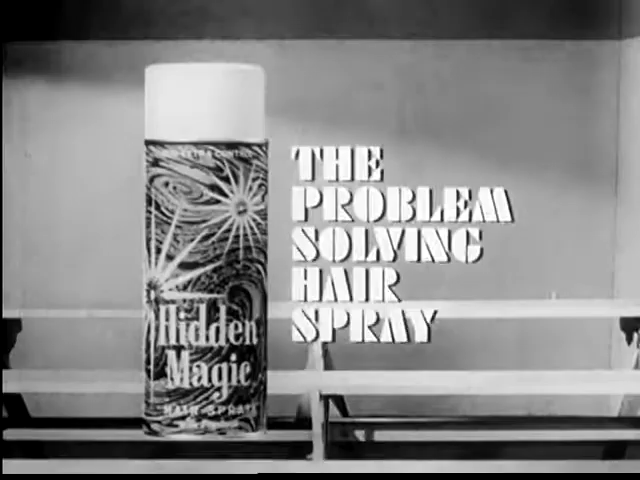 THE
PROBLEM
SOLVING
HAIR
SPRAY
Hidden
Magic
HAIR SPRAY